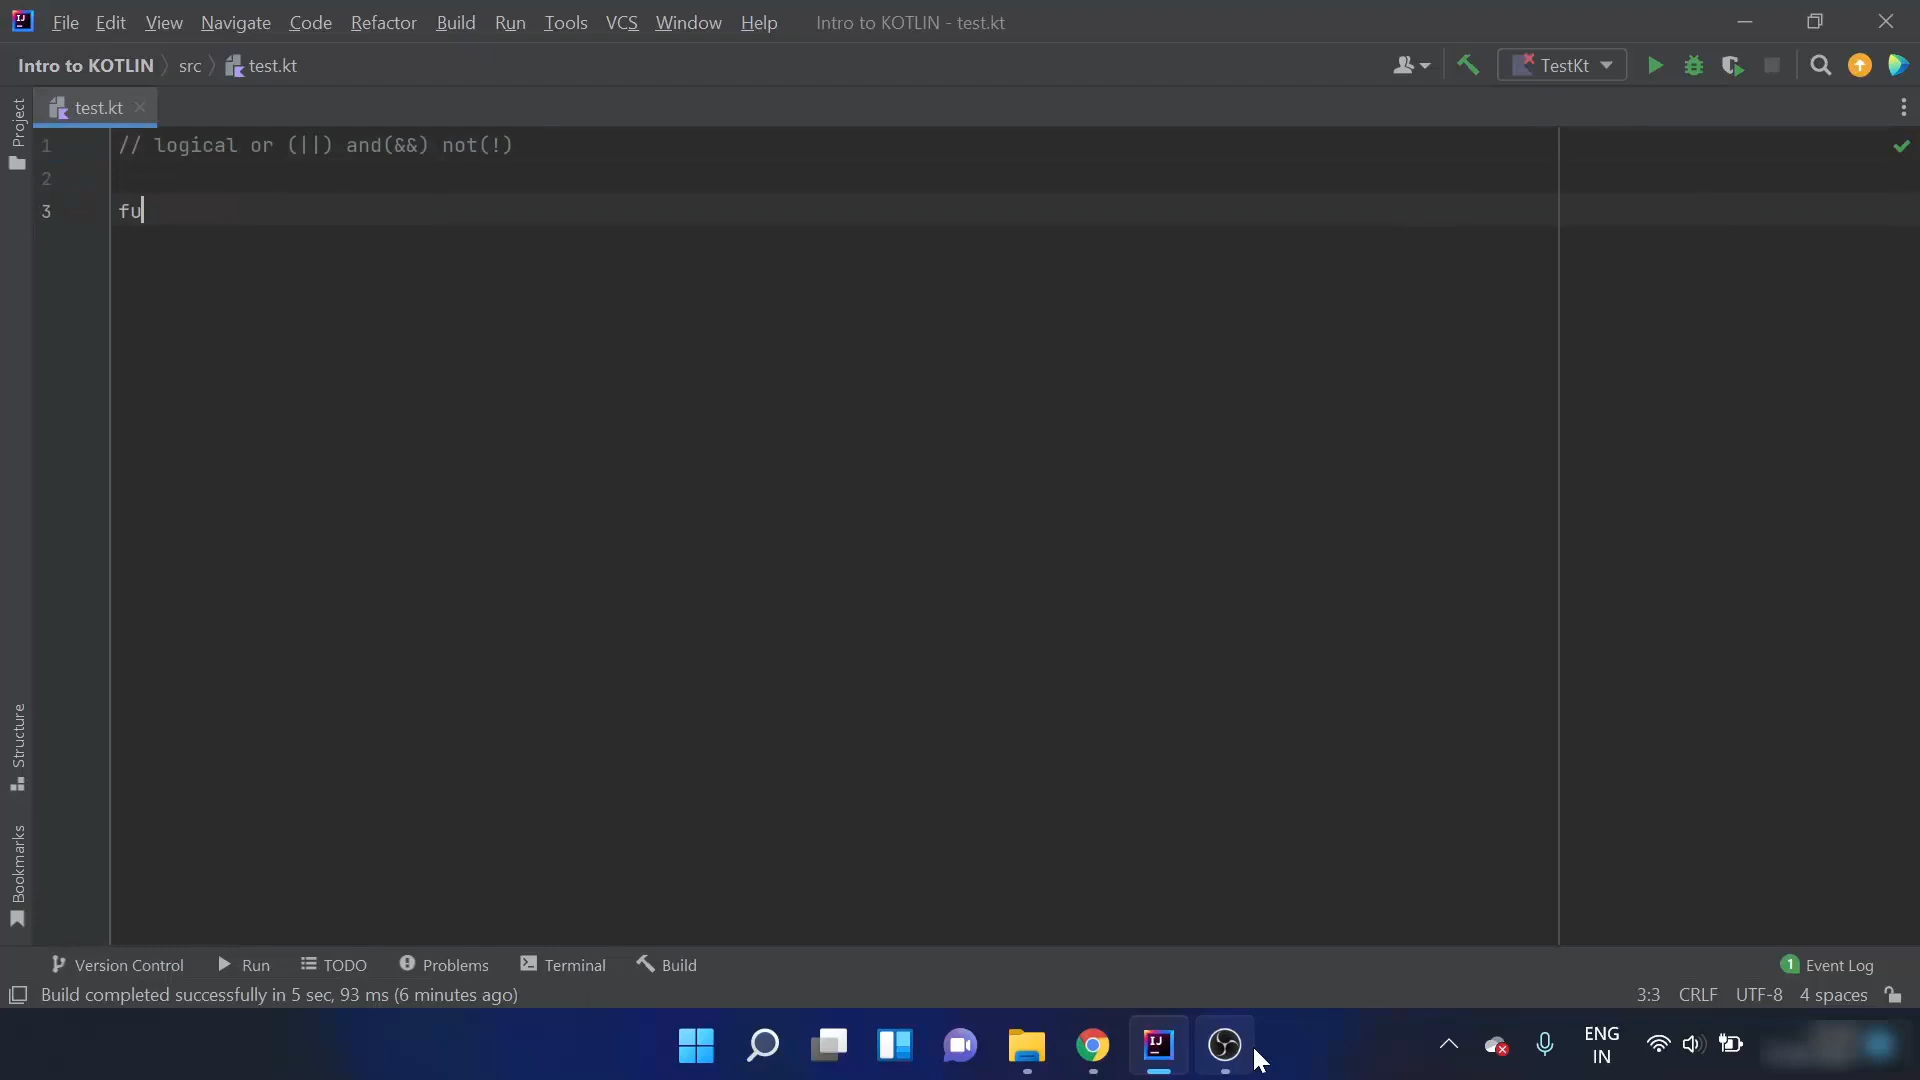 File Edit View Navigate Code Refactor Build Run Tools VCS Window Help Intro to KOTLIN - test.kt
Intro to KOTLIN src test.kt TestKt
Project
test.kt
1 // logical or (||) and(&&) not(!)
2
3 fu
Structure
Bookmarks
Version Control Run TODO Problems Terminal Build 1 Event Log
Build completed successfully in 5 sec, 93 ms (6 minutes ago) 3:3 CRLF UTF-8 4 spaces
IJ
ENG
IN